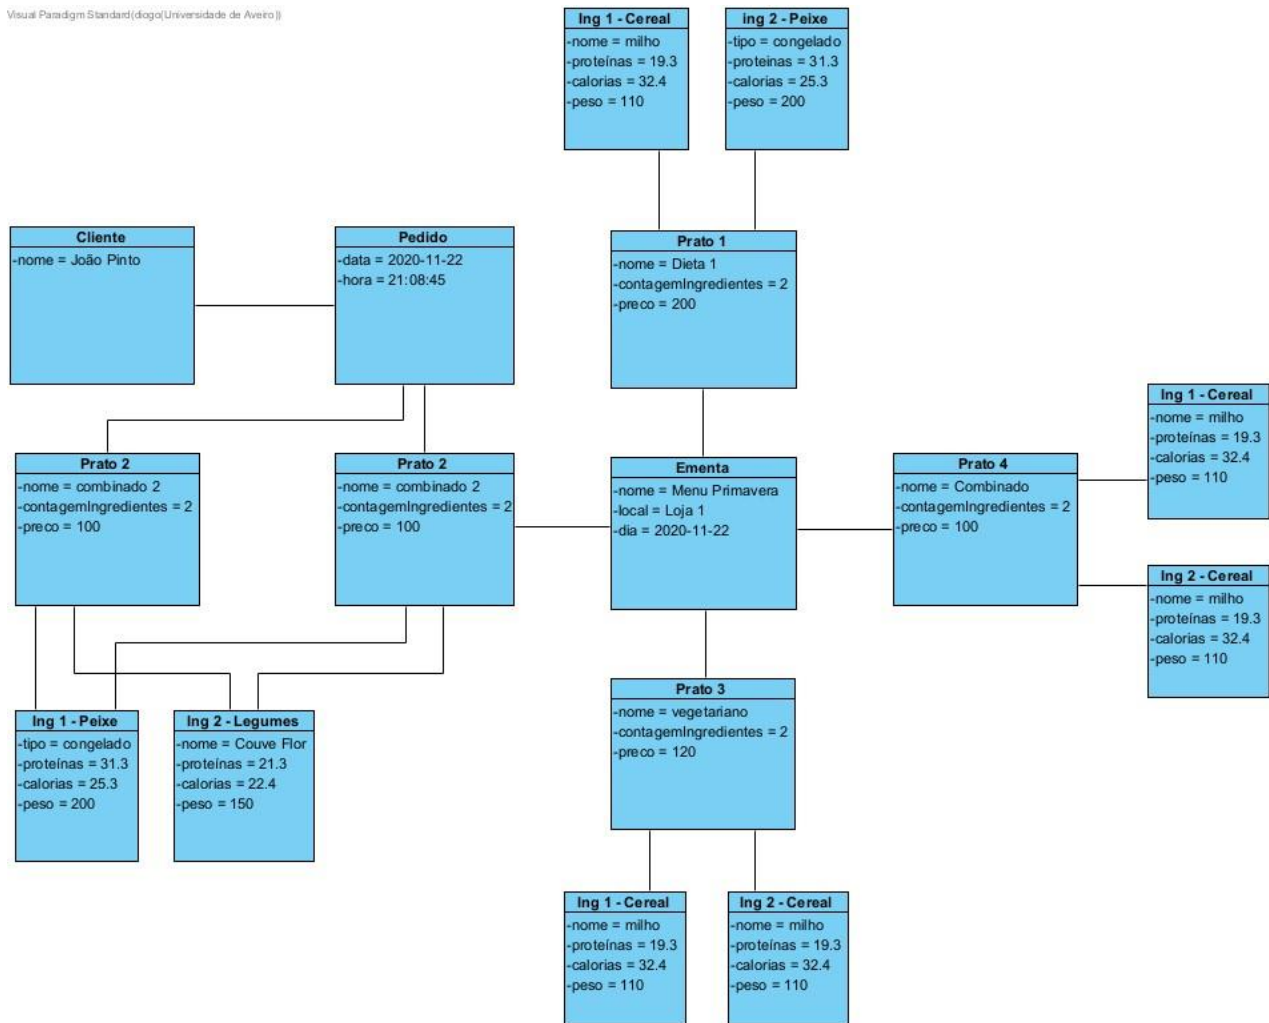 Visual Paradigm Standard(diogo(Universidade de Aveiro))
Ing 1 - Cereal
-nome = milho
-proteínas = 19.3
-calorias = 32.4
-peso = 110
ing 2 - Peixe
-tipo = congelado
-proteinas = 31.3
-calorias = 25.3
-peso = 200
Cliente
-nome = João Pinto
Pedido
-data = 2020-11-22
-hora = 21:08:45
Prato 1
-nome = Dieta 1
-contagemIngredientes = 2
-preco = 200
Prato 2
-nome = combinado 2
-contagemIngredientes = 2
-preco = 100
Prato 2
-nome = combinado 2
-contagemIngredientes = 2
-preco = 100
Ementa
-nome = Menu Primavera
-local = Loja 1
-dia = 2020-11-22
Prato 4
-nome = Combinado
-contagemIngredientes = 2
-preco = 100
Ing 1 - Cereal
-nome = milho
-proteínas = 19.3
-calorias = 32.4
-peso = 110
Ing 2 - Cereal
-nome = milho
-proteínas = 19.3
-calorias = 32.4
-peso = 110
Ing 1 - Peixe
-tipo = congelado
-proteínas = 31.3
-calorias = 25.3
-peso = 200
Ing 2 - Legumes
-nome = Couve Flor
-proteínas = 21.3
-calorias = 22.4
-peso = 150
Prato 3
-nome = vegetariano
-contagemIngredientes = 2
-preco = 120
Ing 1 - Cereal
-nome = milho
-proteínas = 19.3
-calorias = 32.4
-peso = 110
Ing 2 - Cereal
-nome = milho
-proteínas = 19.3
-calorias = 32.4
-peso = 110